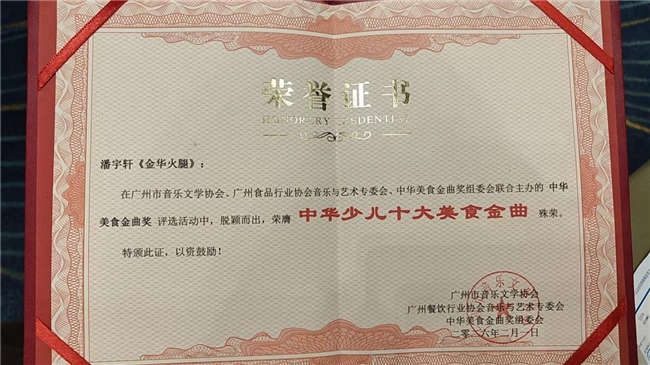 荣誉证书
HONORARY CREDENTIAL
潘宇轩《金华火腿》：
在广州市音乐文学协会、广州食品行业协会音乐与艺术专委会、中华美食金曲奖组委会联合主办的 中华
美食金曲奖 评选活动中，脱颖而出，荣膺 中华少儿十大美食金曲 殊荣。
特颁此证，以资鼓励！
广州市音乐文学协会
广州餐饮行业协会音乐与艺术专委会
中华美食金曲奖组委会
二〇二六年二月一日